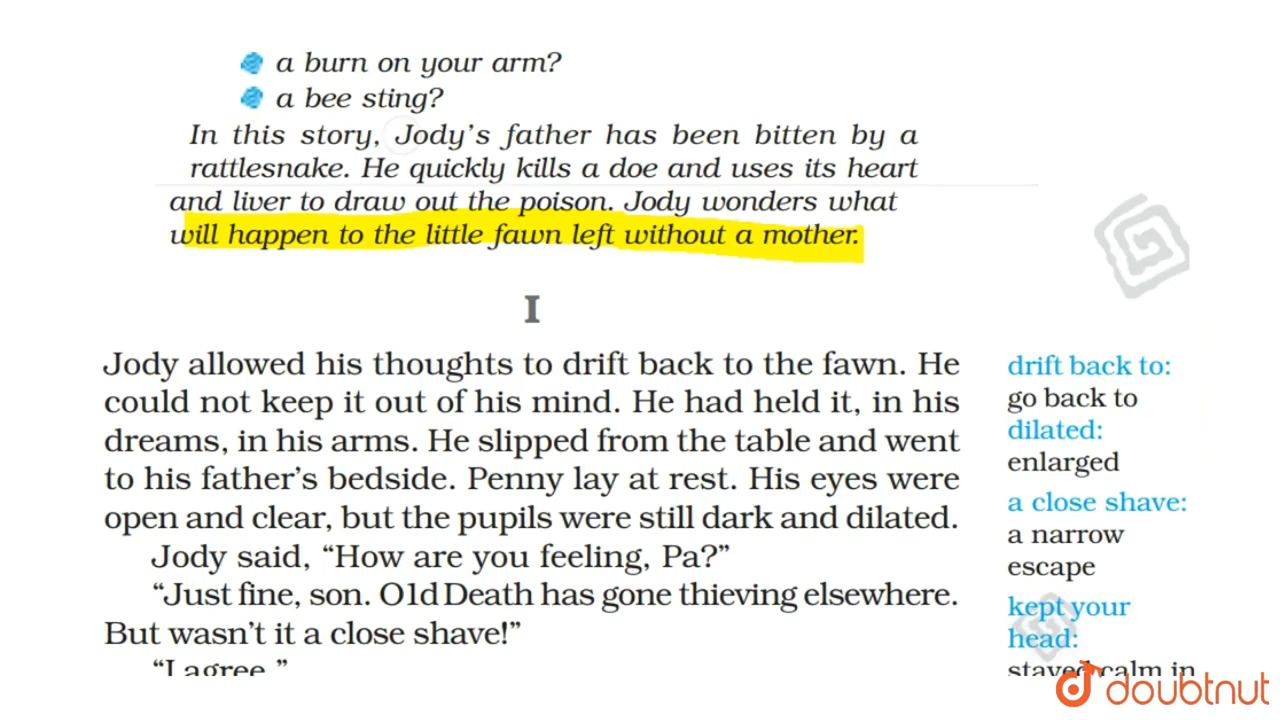 a burn on your arm?
a bee sting?
In this story, Jody's father has been bitten by a
rattlesnake. He quickly kills a doe and uses its heart
and liver to draw out the poison. Jody wonders what
will happen to the little fawn left without a mother.
I
Jody allowed his thoughts to drift back to the fawn. He
could not keep it out of his mind. He had held it, in his
dreams, in his arms. He slipped from the table and went
to his father's bedside. Penny lay at rest. His eyes were
open and clear, but the pupils were still dark and dilated.
Jody said, “How are you feeling, Pa?”
“Just fine, son. O1d Death has gone thieving elsewhere.
But wasn't it a close shave!”
“I agree.”
drift back to:
go back to
dilated:
enlarged
a close shave:
a narrow
escape
kept your
head:
stayed calm in
doubtnut